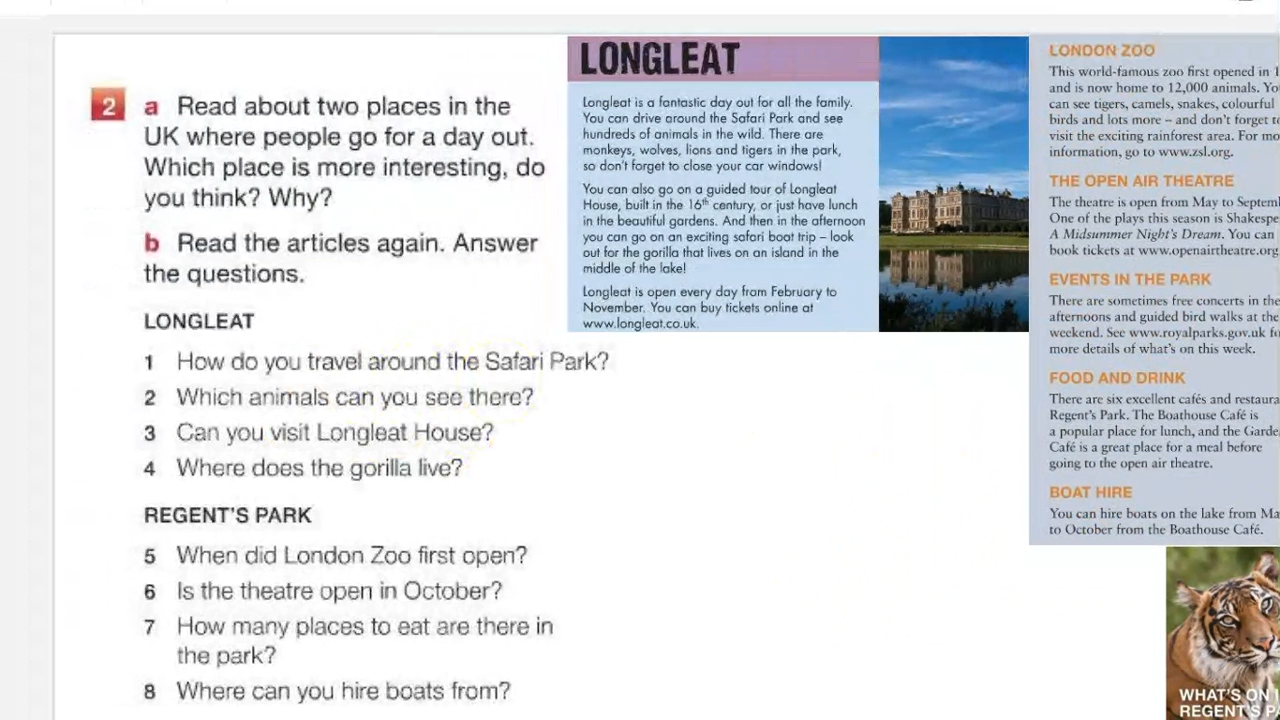 2 a Read about two places in the
UK where people go for a day out.
Which place is more interesting, do
you think? Why?
b Read the articles again. Answer
the questions.
LONGLEAT
1 How do you travel around the Safari Park?
2 Which animals can you see there?
3 Can you visit Longleat House?
4 Where does the gorilla live?
REGENT'S PARK
5 When did London Zoo first open?
6 Is the theatre open in October?
7 How many places to eat are there in
the park?
8 Where can you hire boats from?
LONGLEAT
Longleat is a fantastic day out for all the family.
You can drive around the Safari Park and see
hundreds of animals in the wild. There are
monkeys, wolves, lions and tigers in the park,
so don't forget to close your car windows!
You can also go on a guided tour of Longleat
House, built in the 16th century, or just have lunch
in the beautiful gardens. And then in the afternoon
you can go on an exciting safari boat trip – look
out for the gorilla that lives on an island in the
middle of the lake!
Longleat is open every day from February to
November. You can buy tickets online at
www.longleat.co.uk.
LONDON ZOO
This world-famous zoo first opened in
and is now home to 12,000 animals.
can see tigers, camels, snakes, colourful
birds and lots more – and don't forget to
visit the exciting rainforest area. For
information, go to www.zsl.org.
THE OPEN AIR THEATRE
The theatre is open from May to
One of the plays this season is
A Midsummer Night's Dream. You can
book tickets at www.openairtheatre.org
EVENTS IN THE PARK
There are sometimes free concerts in the
afternoons and guided bird walks at the
weekend. See www.royalparks.gov.uk
more details of what's on this week.
FOOD AND DRINK
There are six excellent cafés and
Regent's Park. The Boathouse Café is
a popular place for lunch, and the
Café is a great place for a meal before
going to the open air theatre.
BOAT HIRE
You can hire boats on the lake from
to October from the Boathouse Café.
WHAT'S ON
REGENT'S